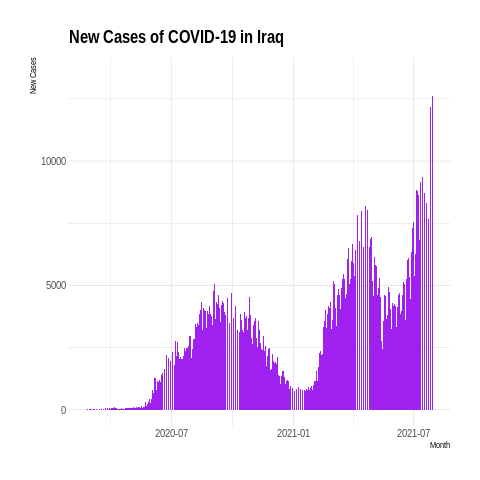 New Cases of COVID-19 in Iraq
New Cases
10000
5000
0
2020-07
2021-01
2021-07
Month